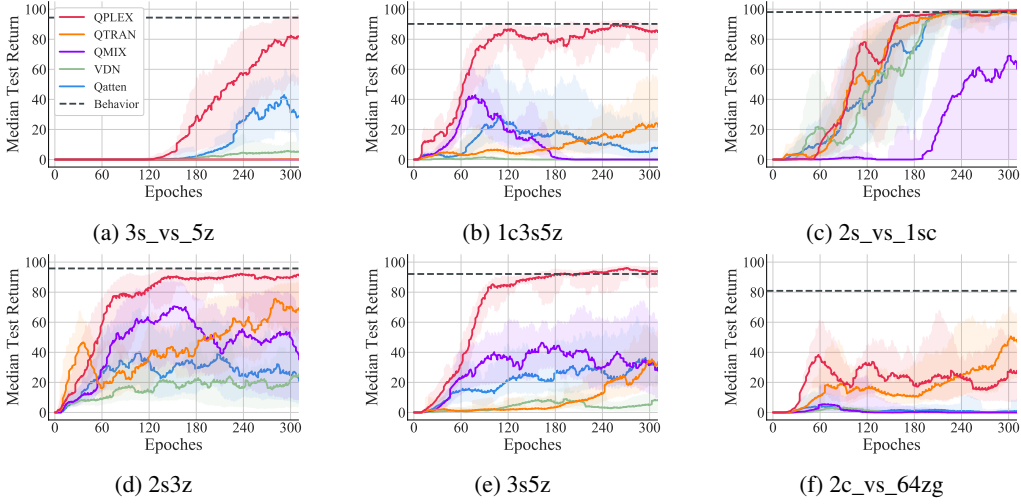 100
80
60
40
20
0
Median Test Return
QPLEX
QTRAN
QMIX
VDN
Qatten
Behavior
0 60 120 180 240 300
Epoches
(a) 3s_vs_5z
100
80
60
40
20
0
Median Test Return
0 60 120 180 240 300
Epoches
(b) 1c3s5z
100
80
60
40
20
0
Median Test Return
0 60 120 180 240 300
Epoches
(c) 2s_vs_1sc
100
80
60
40
20
0
Median Test Return
0 60 120 180 240 300
Epoches
(d) 2s3z
100
80
60
40
20
0
Median Test Return
0 60 120 180 240 300
Epoches
(e) 3s5z
100
80
60
40
20
0
Median Test Return
0 60 120 180 240 300
Epoches
(f) 2c_vs_64zg